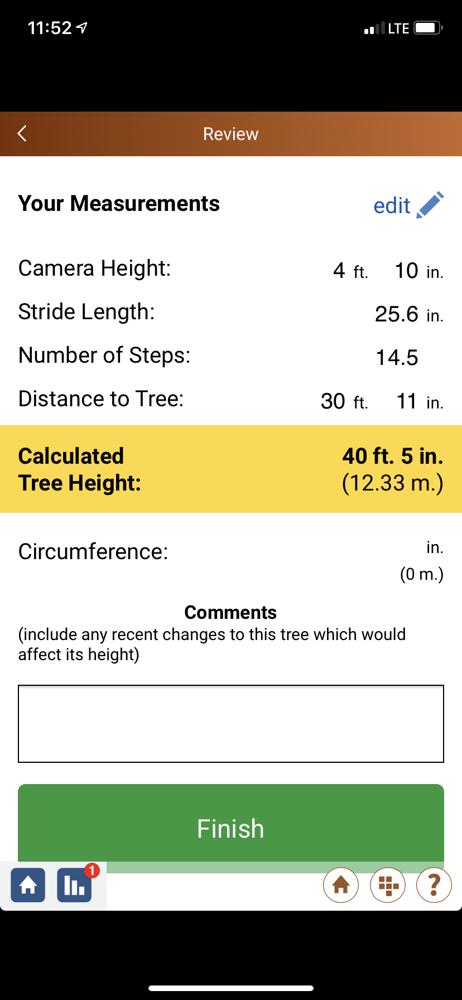 11:52 LTE
Review
Your Measurements edit
Camera Height: 4 ft. 10 in.
Stride Length: 25.6 in.
Number of Steps: 14.5
Distance to Tree: 30 ft. 11 in.
Calculated 40 ft. 5 in.
Tree Height: (12.33 m.)
Circumference: in.
(0 m.)
Comments
(include any recent changes to this tree which would
affect its height)
Finish
1
?